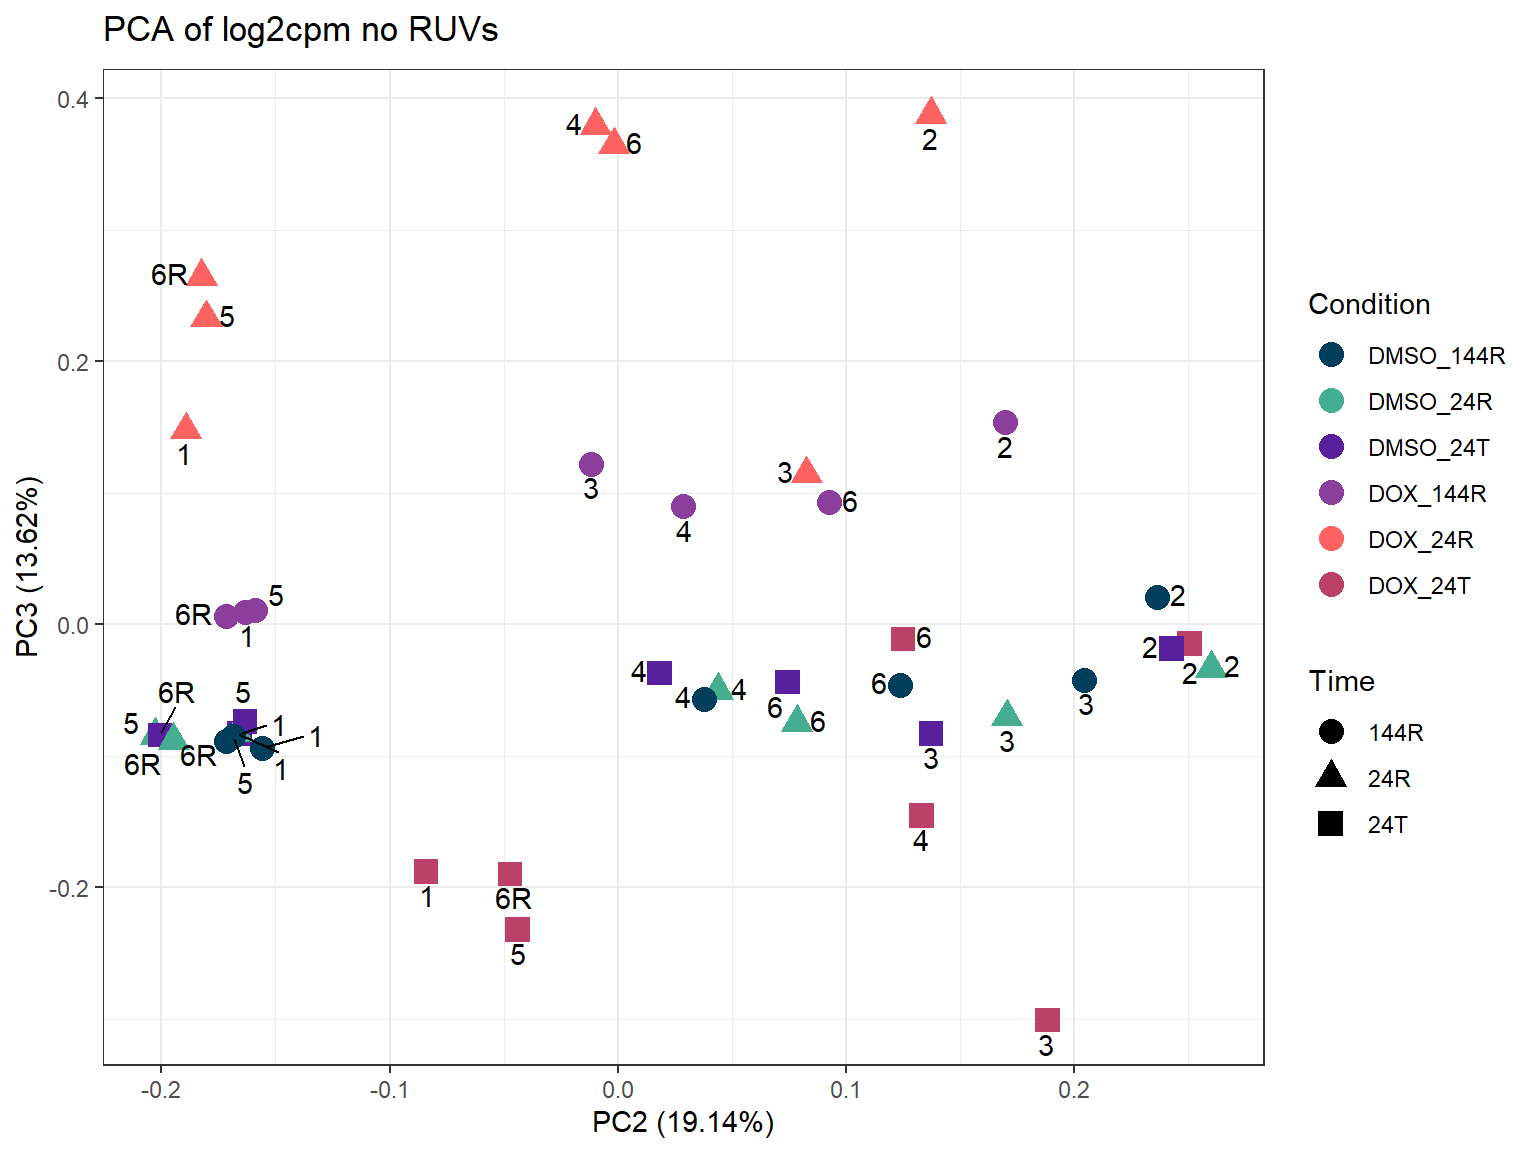 PCA of log2cpm no RUVs
0.4
0.2
0.0
-0.2
PC3 (13.62%)
4
6
2
6R
5
1
3
4
3
6
2
6R
1
5
5
6R
6R
5
6R
1
1
5
1
4
4
4
6
6
6
6
3
3
3
2
2
2
2
4
1
6R
5
3
-0.2
-0.1
0.0
0.1
0.2
PC2 (19.14%)
Condition
DMSO_144R
DMSO_24R
DMSO_24T
DOX_144R
DOX_24R
DOX_24T
Time
144R
24R
24T